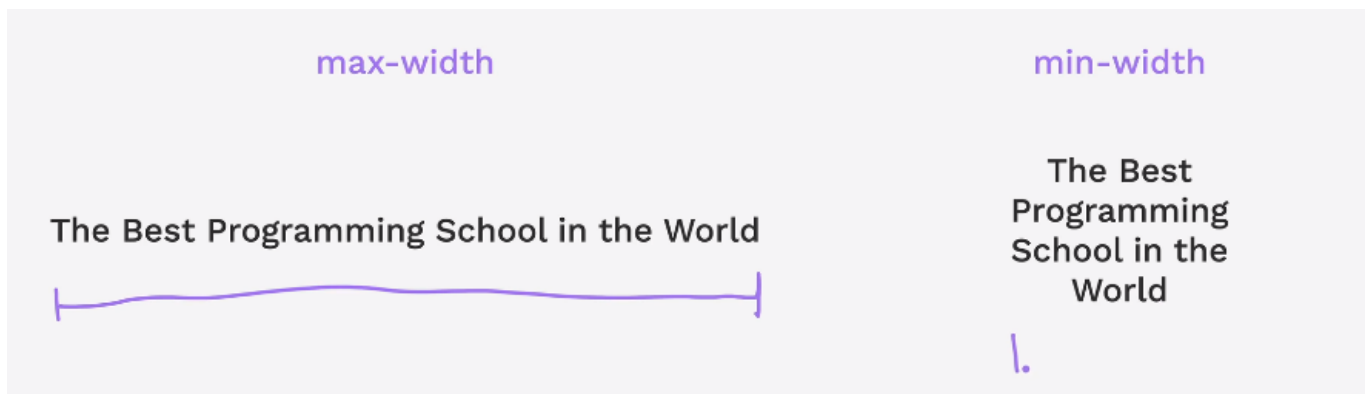 max-width
The Best Programming School in the World
min-width
The Best
Programming
School in the
World